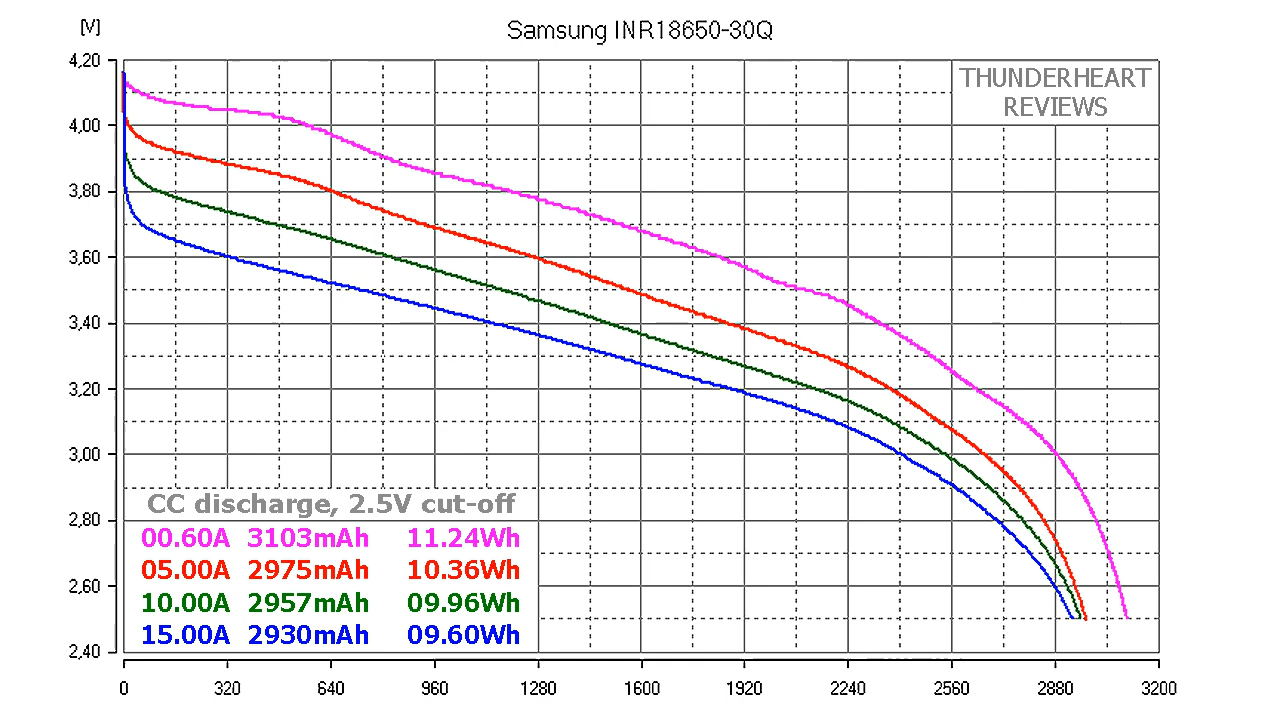 [V]
Samsung INR18650-30Q
THUNDERHEART
REVIEWS
4,20
4,00
3,80
3,60
3,40
3,20
3,00
2,80
2,60
2,40
CC discharge, 2.5V cut-off
00.60A 3103mAh 11.24Wh
05.00A 2975mAh 10.36Wh
10.00A 2957mAh 09.96Wh
15.00A 2930mAh 09.60Wh
0 320 640 960 1280 1600 1920 2240 2560 2880 3200